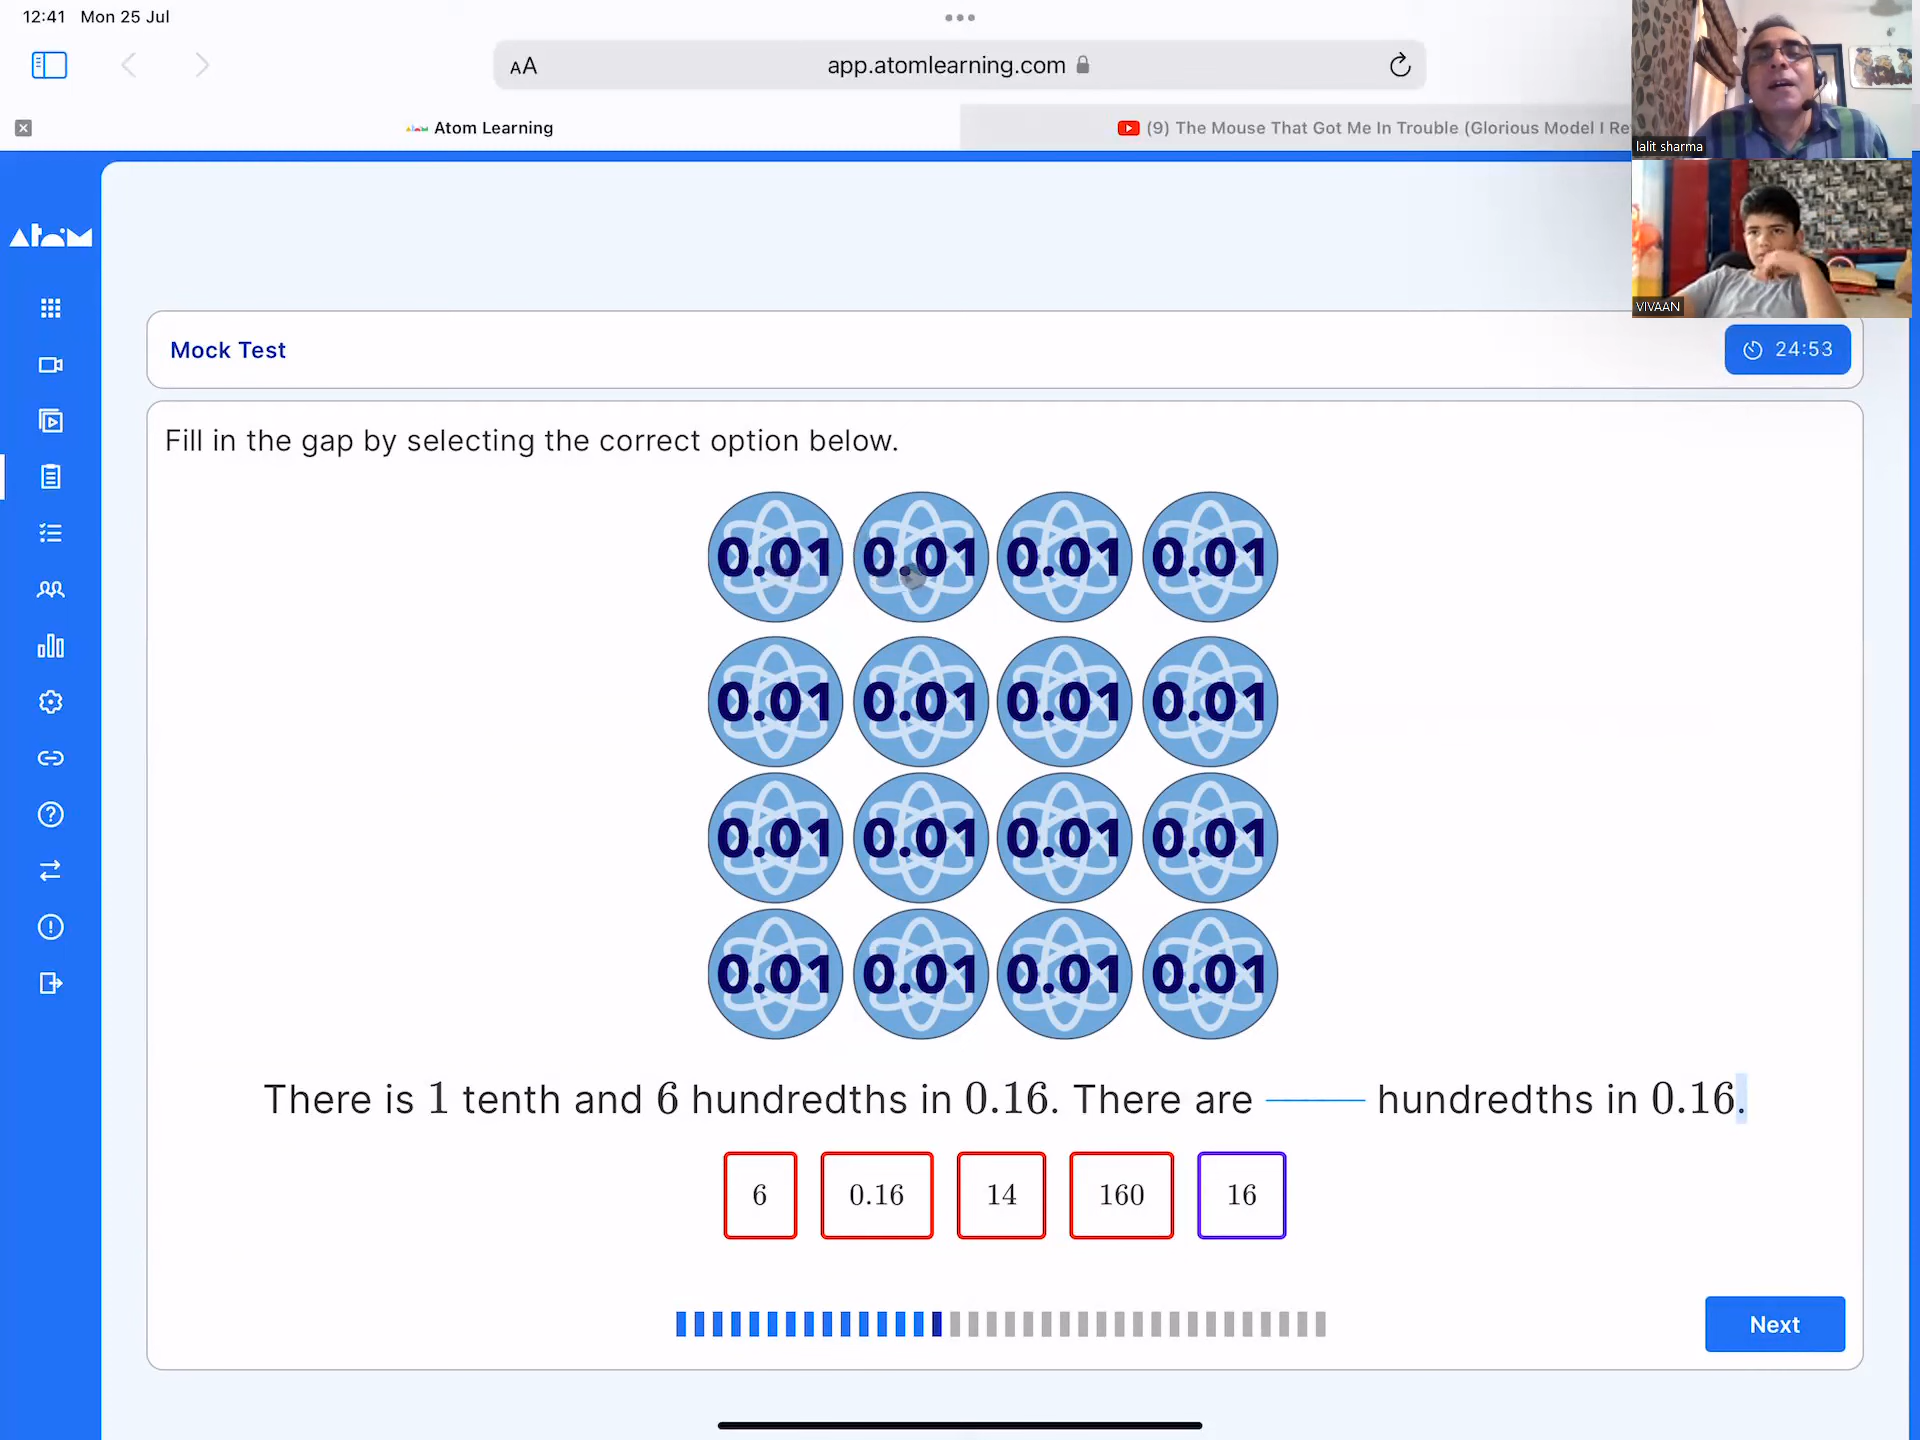 12:41 Mon 25 Jul
AA app.atomlearning.com
Atom Learning
(9) The Mouse That Got Me In Trouble (Glorious Model I Re
lalit sharma
VIVAAN
Atom
Mock Test
24:53
Fill in the gap by selecting the correct option below.
0.01 0.01 0.01 0.01
0.01 0.01 0.01 0.01
0.01 0.01 0.01 0.01
0.01 0.01 0.01 0.01
There is 1 tenth and 6 hundredths in 0.16. There are ____ hundredths in 0.16.
6 0.16 14 160 16
Next